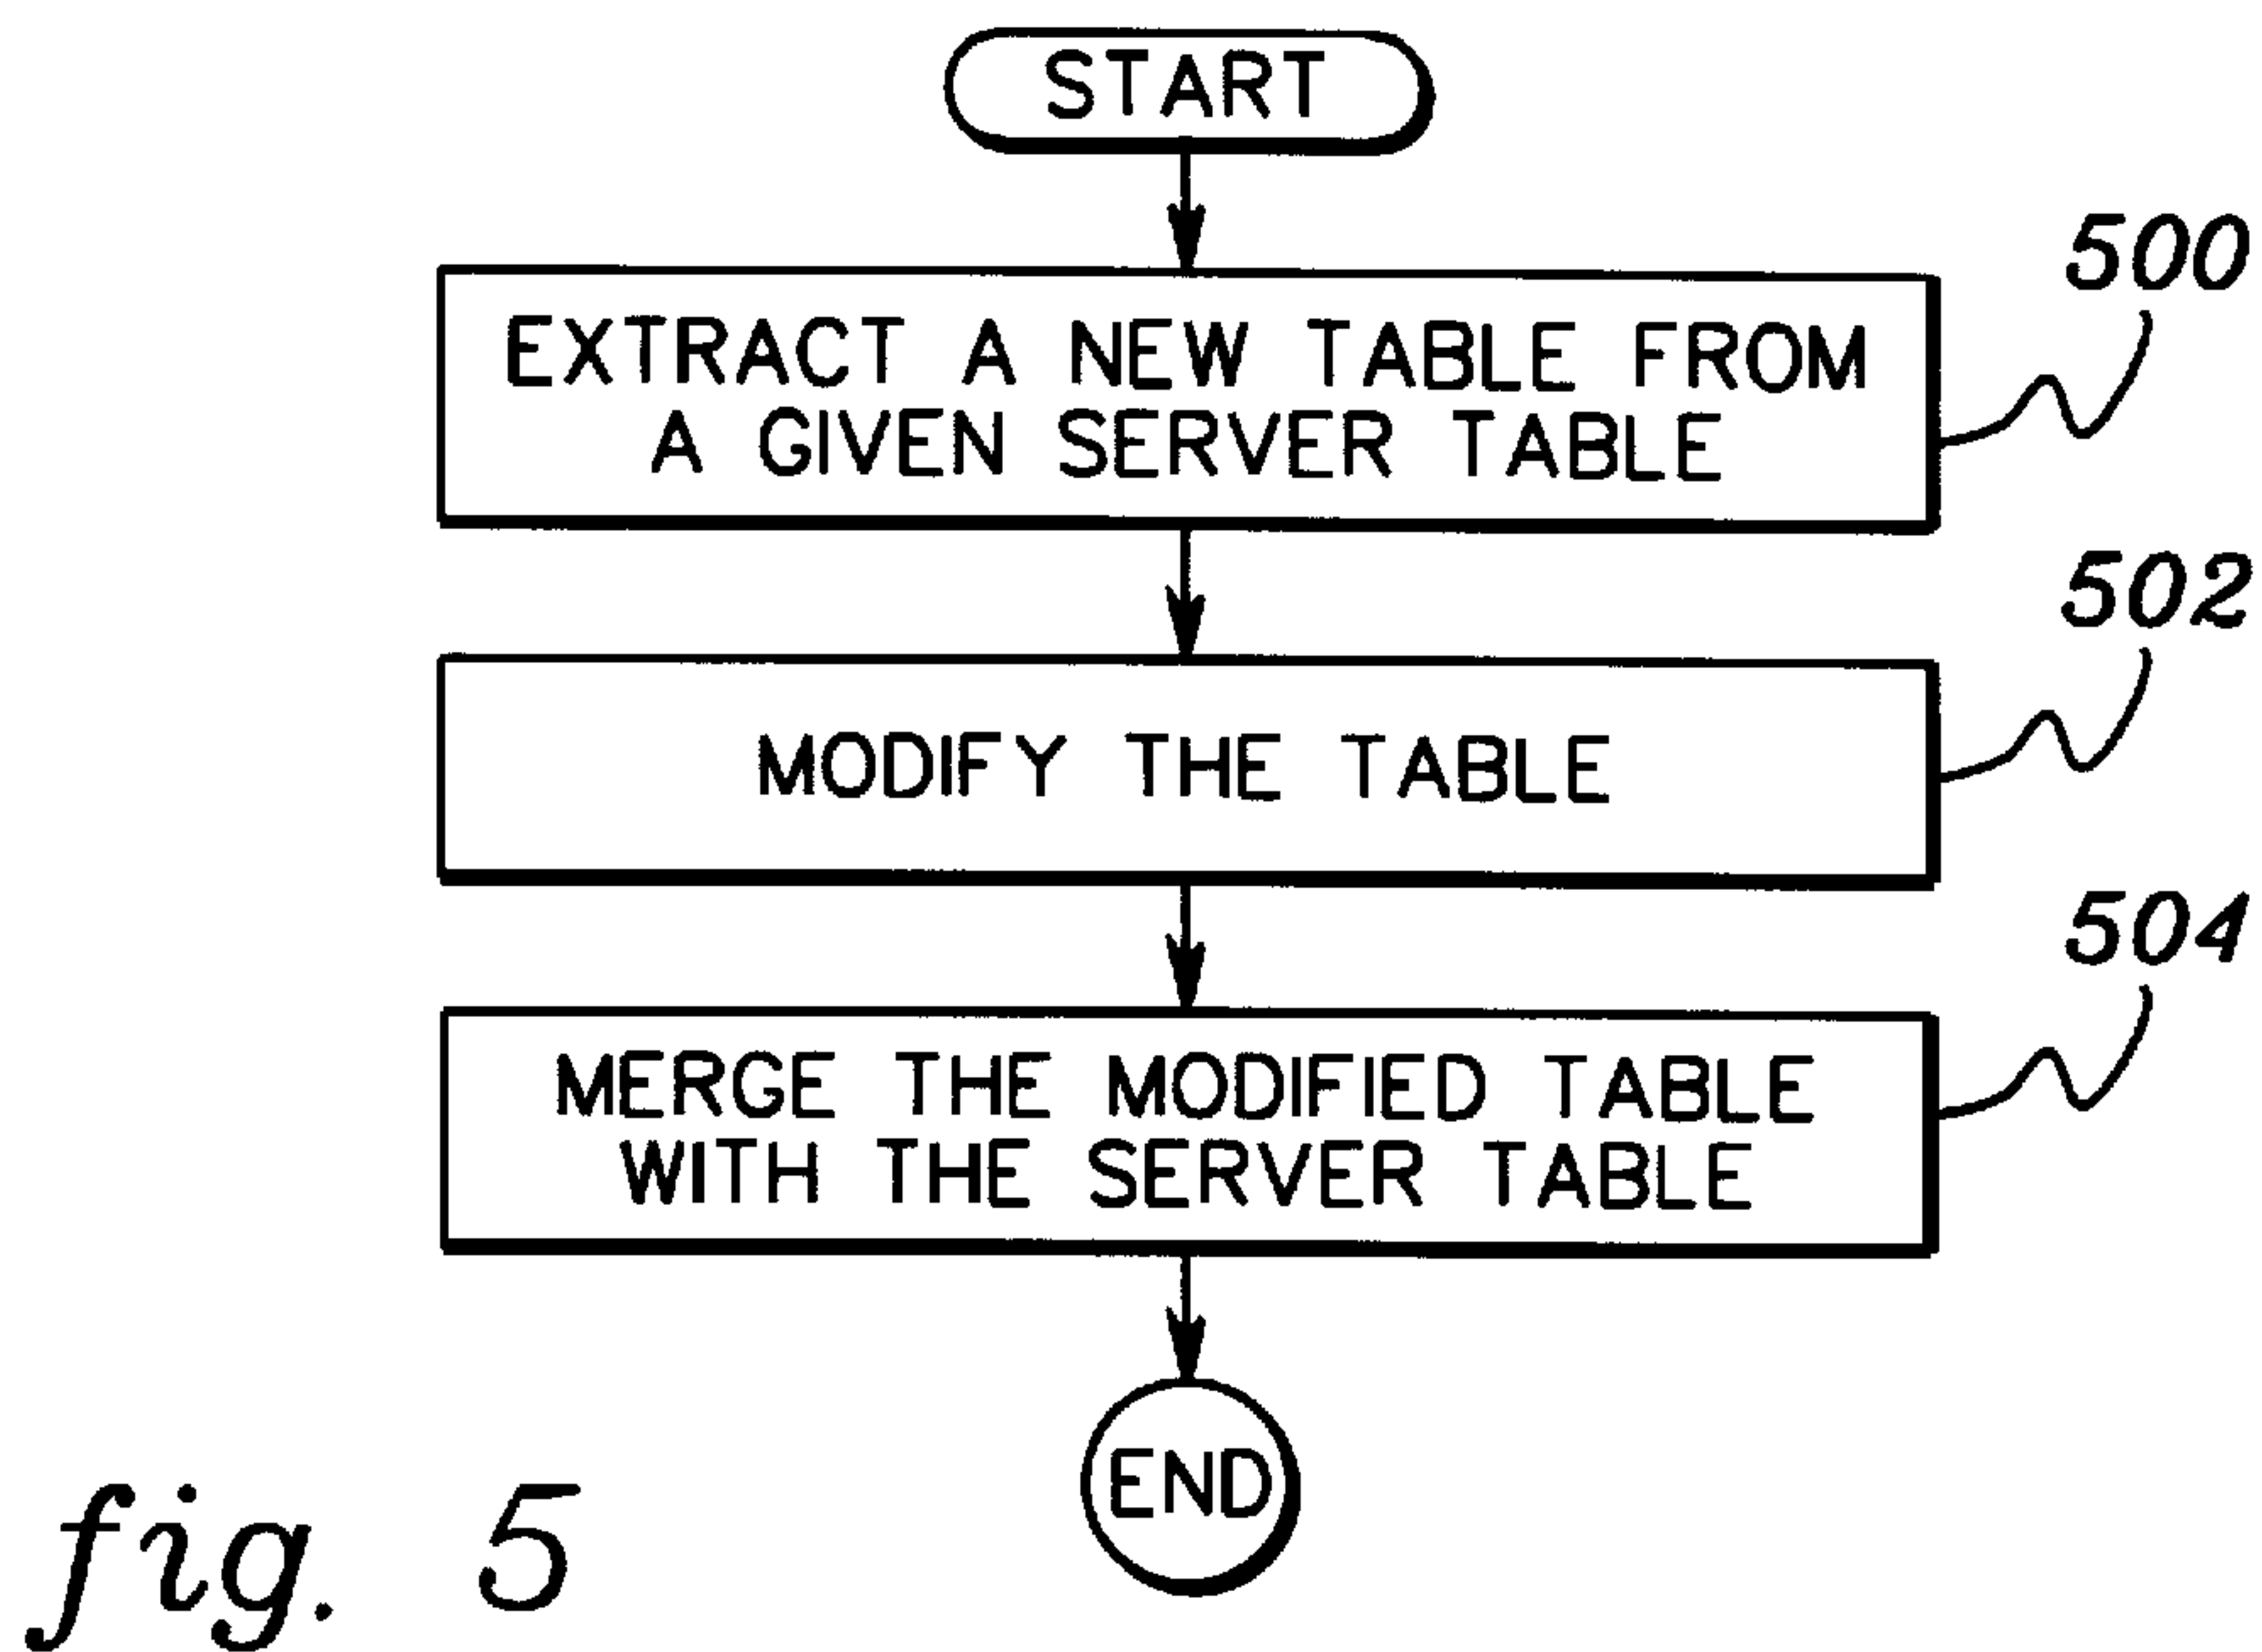 START
500
EXTRACT A NEW TABLE FROM
A GIVEN SERVER TABLE
502
MODIFY THE TABLE
504
MERGE THE MODIFIED TABLE
WITH THE SERVER TABLE
END
fig. 5